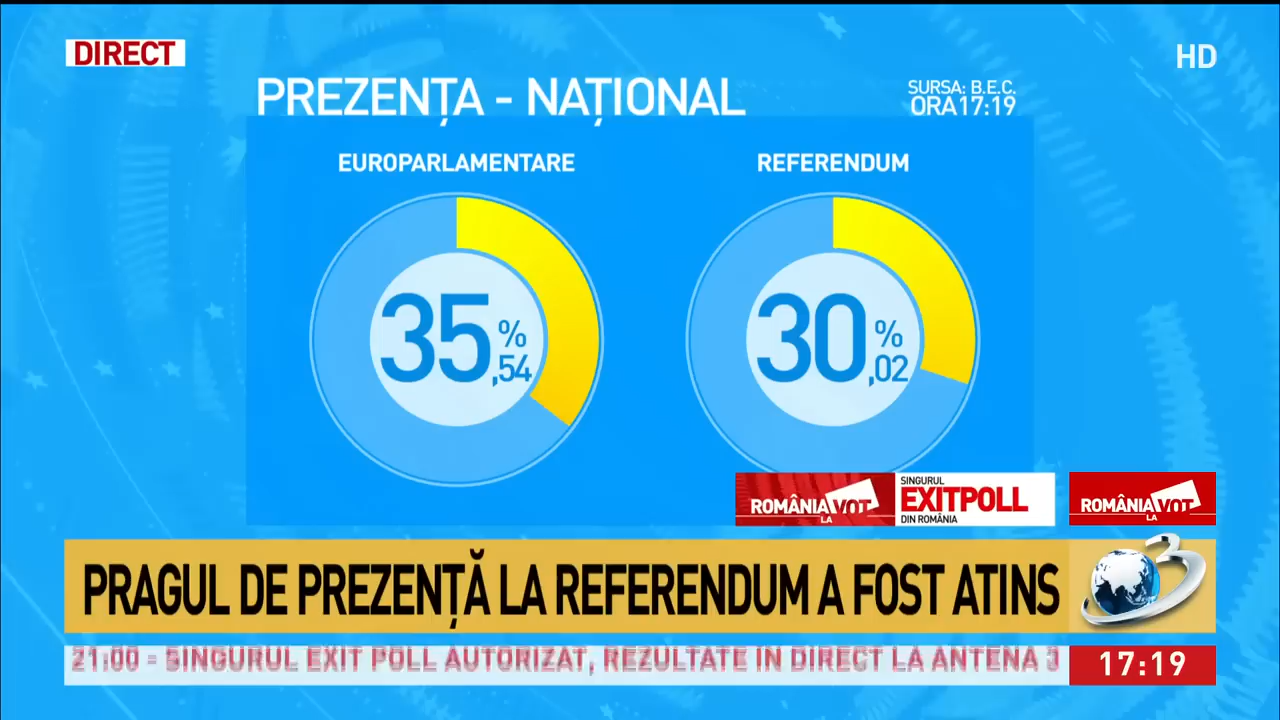 DIRECT
HD
PREZENȚA - NAȚIONAL
SURSA: B.E.C.
ORA 17:19
EUROPARLAMENTARE
REFERENDUM
35,54%
30,02%
ROMÂNIA
LA VOT
SINGURUL
EXITPOLL
DIN ROMÂNIA
ROMÂNIA
LA VOT
PRAGUL DE PREZENȚĂ LA REFERENDUM A FOST ATINS
3
21:00 - SINGURUL EXIT POLL AUTORIZAT, REZULTATE IN DIRECT LA ANTENA 3
17:19